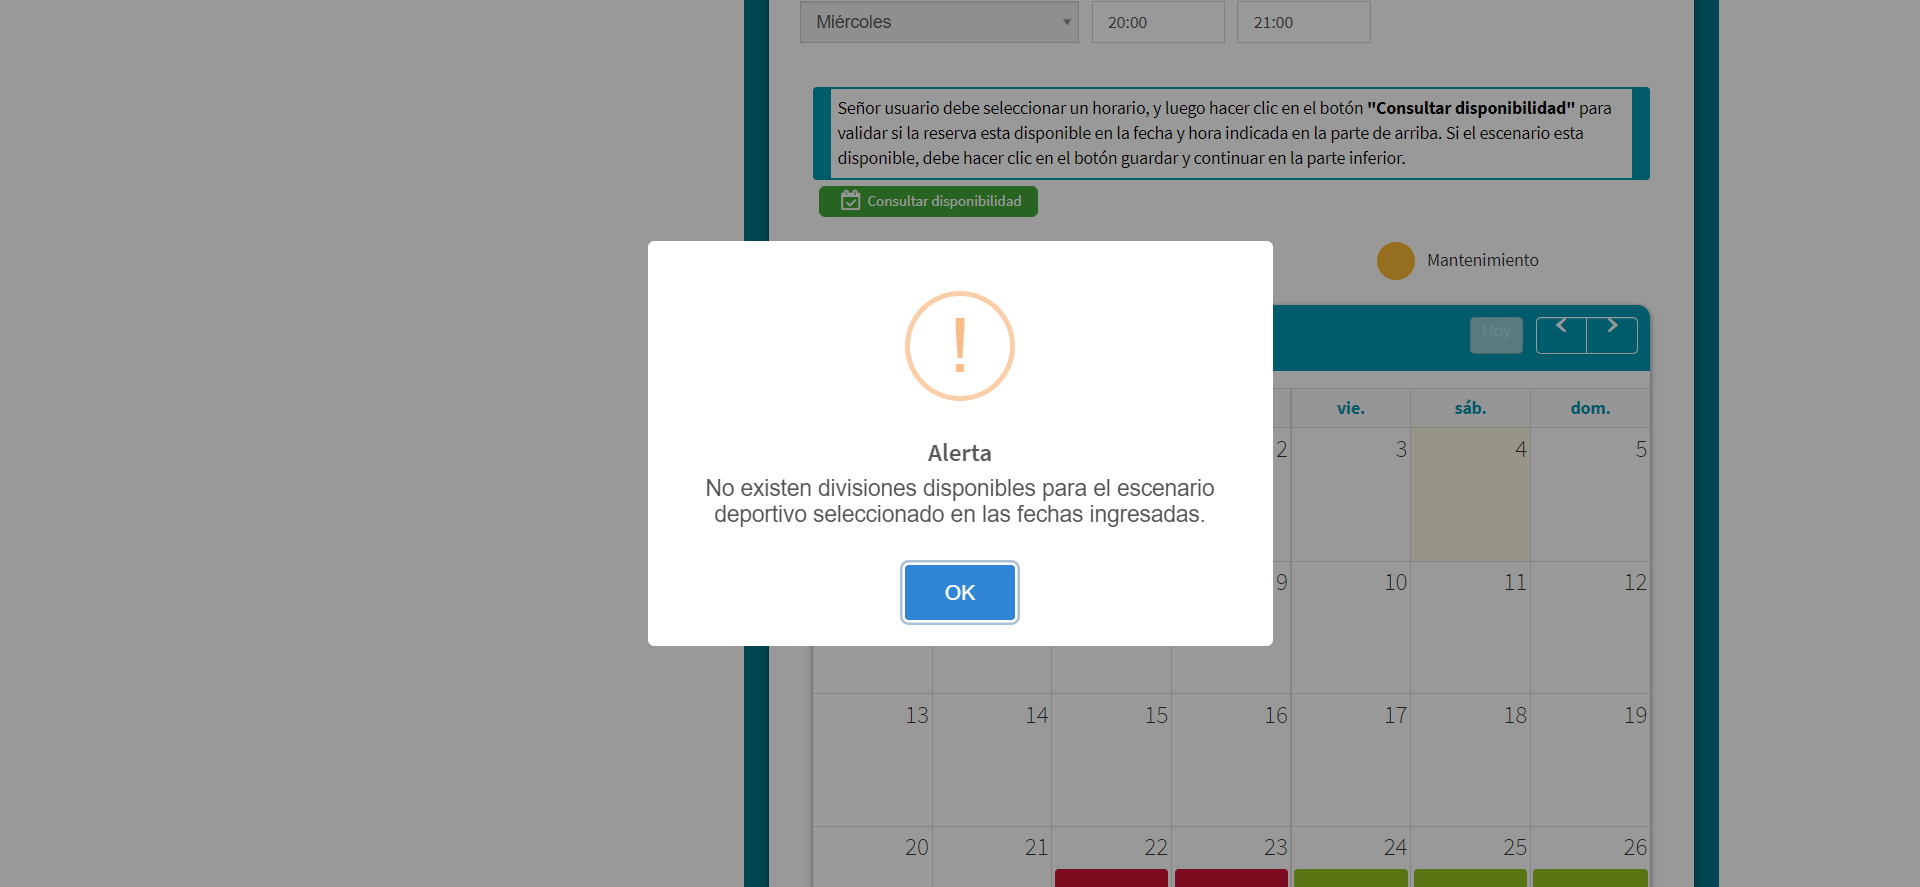 Miércoles
20:00
21:00
Señor usuario debe seleccionar un horario, y luego hacer clic en el botón "Consultar disponibilidad" para
validar si la reserva esta disponible en la fecha y hora indicada en la parte de arriba. Si el escenario esta
disponible, debe hacer clic en el botón guardar y continuar en la parte inferior.
Consultar disponibilidad
Mantenimiento
Hoy
!
Alerta
No existen divisiones disponibles para el escenario
deportivo seleccionado en las fechas ingresadas.
OK
vie. sáb. dom.
2 3 4 5
9 10 11 12
13 14 15 16 17 18 19
20 21 22 23 24 25 26